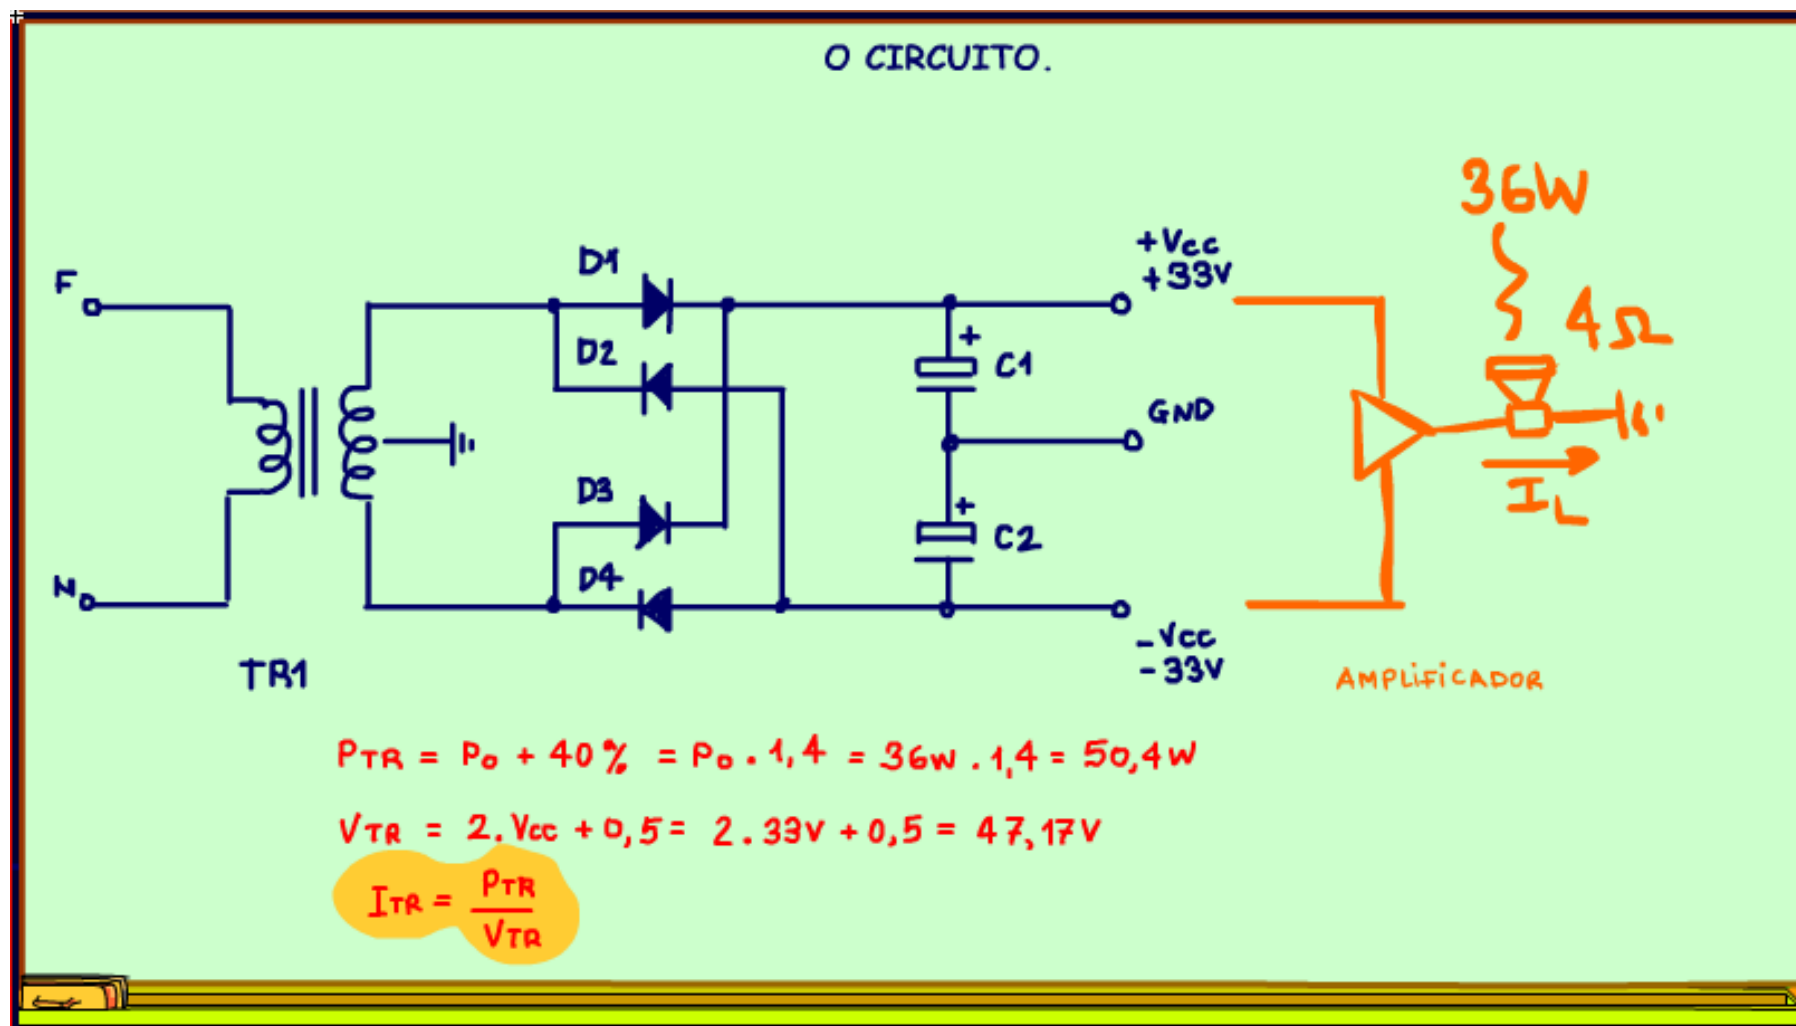 O CIRCUITO.
36W
4Ω
+Vcc
+33V
F
D1
D2
+
C1
GND
IL
D3
+
C2
D4
N
-Vcc
-33V
TR1
AMPLiFiCADOR
PTR = Po + 40% = Po . 1,4 = 36W . 1,4 = 50,4W
VTR = 2.Vcc + 0,5 = 2.33V + 0,5 = 47,17V
ITR = PTR
VTR